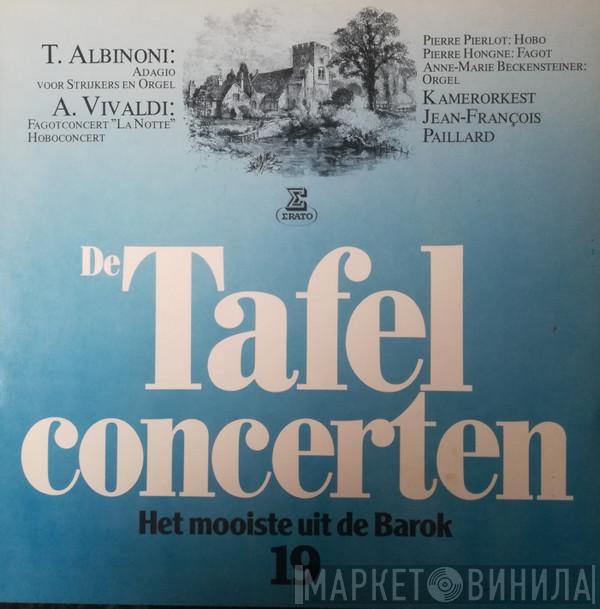 T. ALBINONI:
ADAGIO
VOOR STRIJKERS EN ORGEL
A. VIVALDI:
FAGOTCONCERT "LA NOTTE"
HOBOCONCERT
PIERRE PIERLOT: HOBO
PIERRE HONGNE: FAGOT
ANNE-MARIE BECKENSTEINER:
ORGEL
KAMERORKEST
JEAN-FRANÇOIS
PAILLARD
ERATO
De Tafel
concerten
Het mooiste uit de Barok
19
МАРКЕТ ВИНИЛА